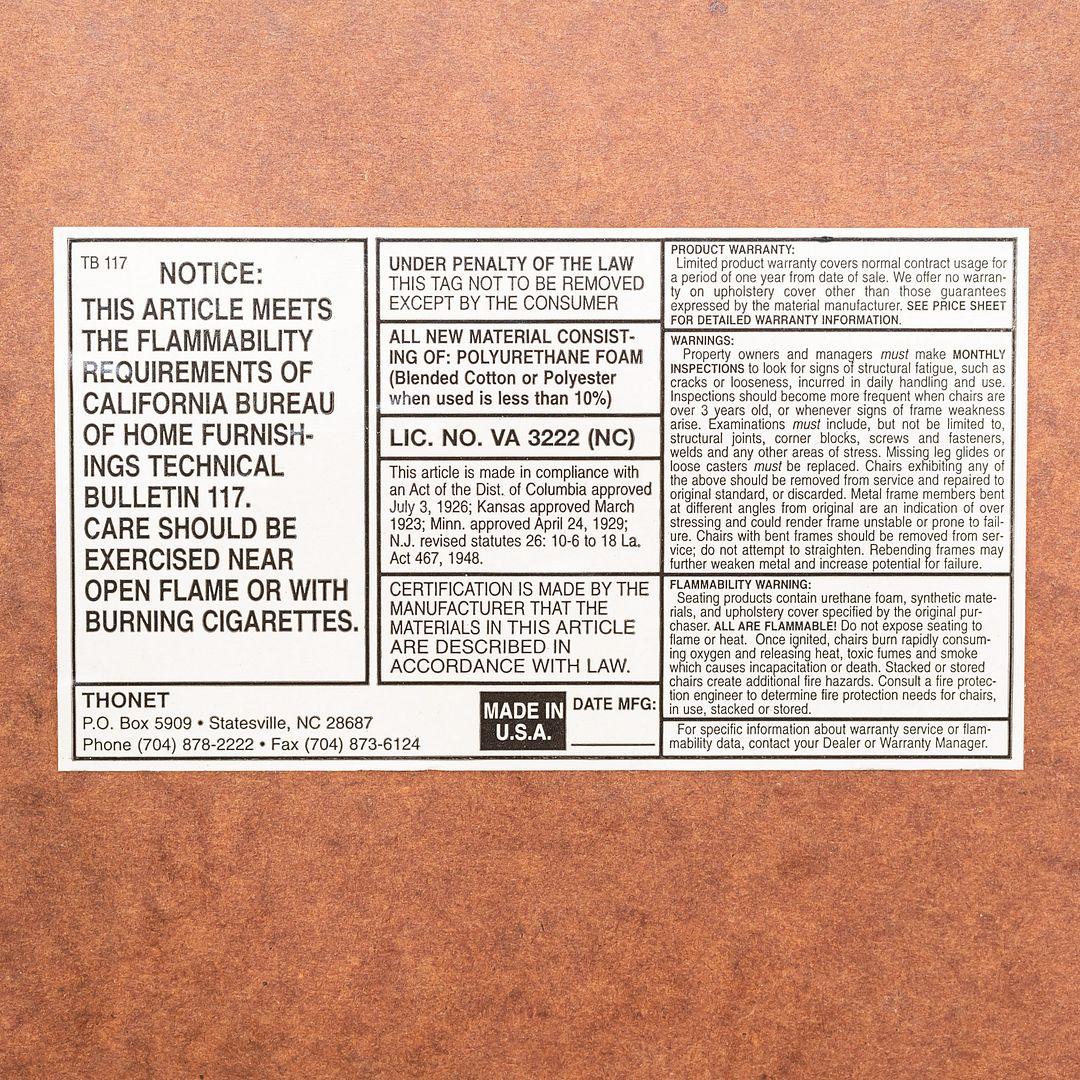 TB 117
NOTICE:
THIS ARTICLE MEETS
THE FLAMMABILITY
REQUIREMENTS OF
CALIFORNIA BUREAU
OF HOME FURNISH-
INGS TECHNICAL
BULLETIN 117.
CARE SHOULD BE
EXERCISED NEAR
OPEN FLAME OR WITH
BURNING CIGARETTES.
UNDER PENALTY OF THE LAW
THIS TAG NOT TO BE REMOVED
EXCEPT BY THE CONSUMER
ALL NEW MATERIAL CONSIST-
ING OF: POLYURETHANE FOAM
(Blended Cotton or Polyester
when used is less than 10%)
LIC. NO. VA 3222 (NC)
This article is made in compliance with
an Act of the Dist. of Columbia approved
July 3, 1926; Kansas approved March
1923; Minn. approved April 24, 1929;
N.J. revised statutes 26: 10-6 to 18 La.
Act 467, 1948.
CERTIFICATION IS MADE BY THE
MANUFACTURER THAT THE
MATERIALS IN THIS ARTICLE
ARE DESCRIBED IN
ACCORDANCE WITH LAW.
THONET
P.O. Box 5909 • Statesville, NC 28687
Phone (704) 878-2222 • Fax (704) 873-6124
MADE IN
U.S.A.
DATE MFG:
PRODUCT WARRANTY:
Limited product warranty covers normal contract usage for
a period of one year from date of sale. We offer no warran-
ty on upholstery cover other than those guarantees
expressed by the material manufacturer. SEE PRICE SHEET
FOR DETAILED WARRANTY INFORMATION.
WARNINGS:
Property owners and managers must make MONTHLY
INSPECTIONS to look for signs of structural fatigue, such as
cracks or looseness, incurred in daily handling and use.
Inspections should become more frequent when chairs are
over 3 years old, or whenever signs of frame weakness
arise. Examinations must include, but not be limited to,
structural joints, corner blocks, screws and fasteners,
welds and any other areas of stress. Missing leg glides or
loose casters must be replaced. Chairs exhibiting any of
the above should be removed from service and repaired to
original standard, or discarded. Metal frame members bent
at different angles from original are an indication of over
stressing and could render frame unstable or prone to fail-
ure. Chairs with bent frames should be removed from ser-
vice; do not attempt to straighten. Rebending frames may
further weaken metal and increase potential for failure.
FLAMMABILITY WARNING:
Seating products contain urethane foam, synthetic mate-
rials, and upholstery cover specified by the original pur-
chaser. ALL ARE FLAMMABLE! Do not expose seating to
flame or heat. Once ignited, chairs burn rapidly consum-
ing oxygen and releasing heat, toxic fumes and smoke
which causes incapacitation or death. Stacked or stored
chairs create additional fire hazards. Consult a fire protec-
tion engineer to determine fire protection needs for chairs,
in use, stacked or stored.
For specific information about warranty service or flam-
mability data, contact your Dealer or Warranty Manager.